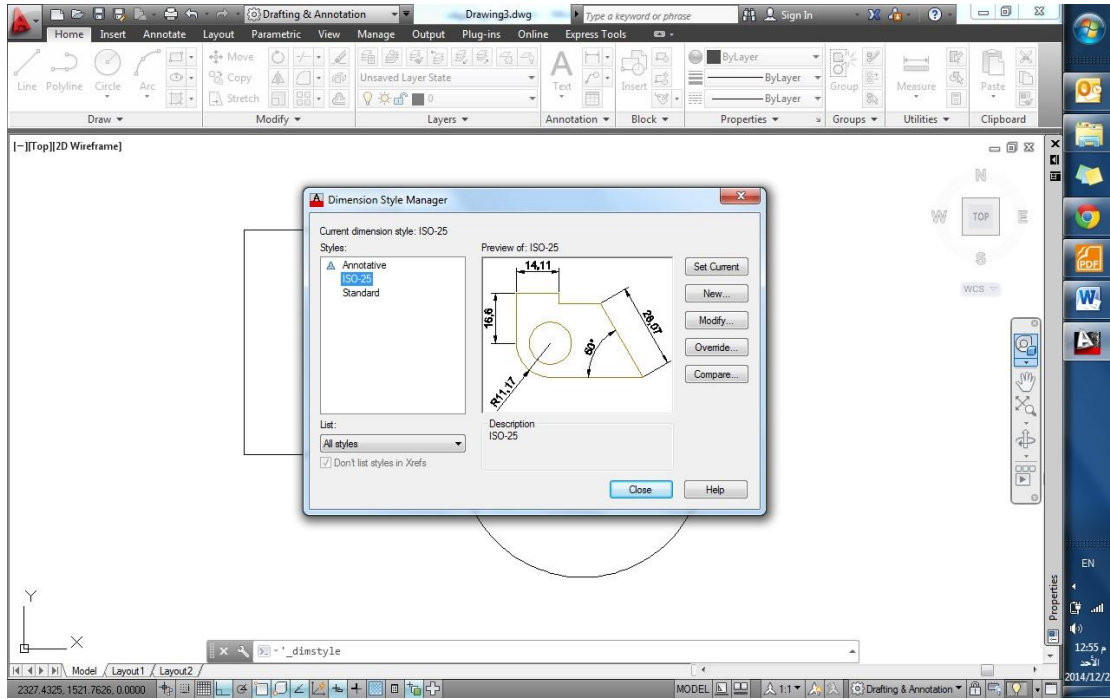 Drafting & Annotation
Drawing3.dwg
Type a keyword or phrase
Sign In
Home Insert Annotate Layout Parametric View Manage Output Plug-ins Online Express Tools
Line Polyline Circle Arc
Move
Copy
Stretch
Unsaved Layer State
0
Text
Insert
ByLayer
ByLayer
ByLayer
Group
Measure
Paste
Draw Modify Layers Annotation Block Properties Groups Utilities Clipboard
[−][Top][2D Wireframe]
N
W TOP E
S
WCS
Dimension Style Manager
Current dimension style: ISO-25
Styles:
Annotative
ISO-25
Standard
Preview of: ISO-25
14,11
16,6
28,07
60°
R11,17
Set Current
New...
Modify...
Override...
Compare...
List:
All styles
Don't list styles in Xrefs
Description
ISO-25
Close Help
Y
X
'_dimstyle
Model Layout1 Layout2
2327.4325, 1521.7626, 0.0000
MODEL
1:1
Drafting & Annotation
Properties
PDF
EN
12:55 م
الأحد
2014/12/2